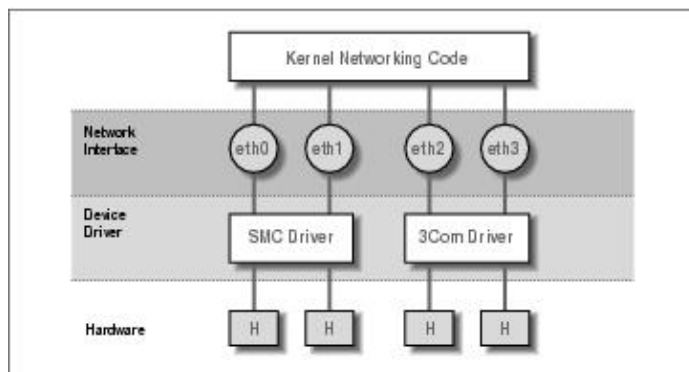 Kernel Networking Code
Network
Interface
eth0 eth1 eth2 eth3
Device
Driver
SMC Driver 3Com Driver
Hardware
H H H H